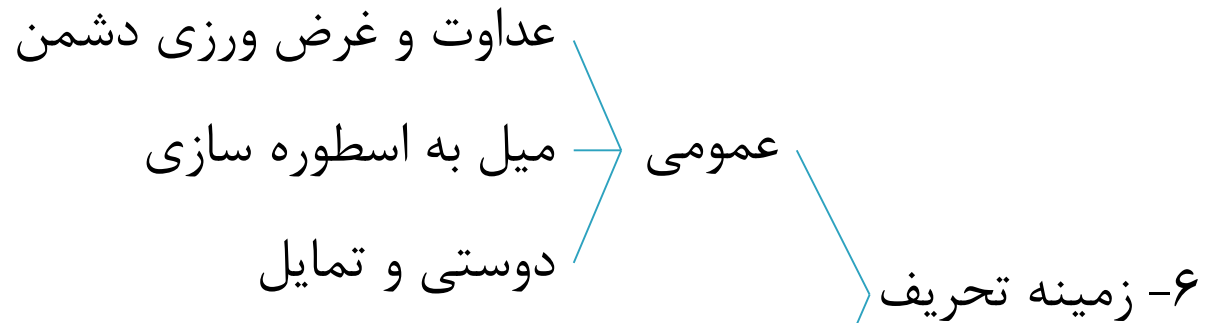 عداوت و غرض ورزی دشمن
میل به اسطوره سازی
عمومی
دوستی و تمایل
۶- زمینه تحریف